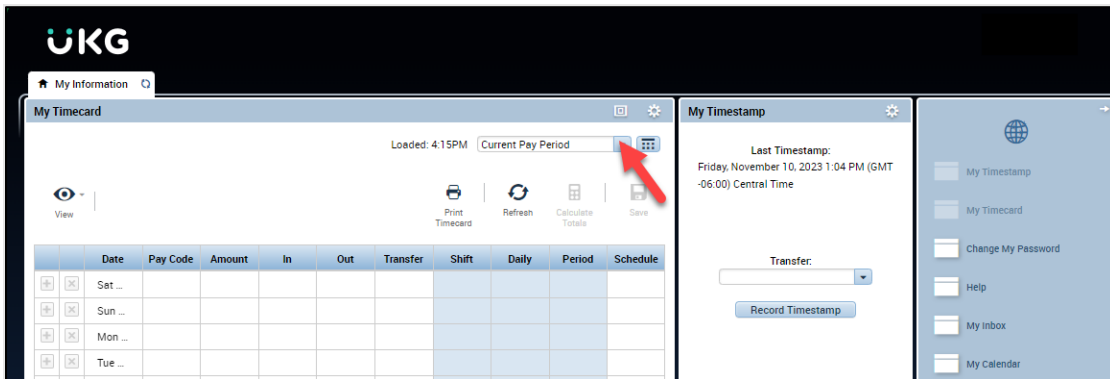 UKG
My Information
My Timecard
Loaded: 4:15PM Current Pay Period
View
Print Timecard
Refresh
Calculate Totals
Save
Date Pay Code Amount In Out Transfer Shift Daily Period Schedule
Sat ...
Sun ...
Mon ...
Tue ...
My Timestamp
Last Timestamp:
Friday, November 10, 2023 1:04 PM (GMT
-06:00) Central Time
Transfer:
Record Timestamp
My Timestamp
My Timecard
Change My Password
Help
My Inbox
My Calendar